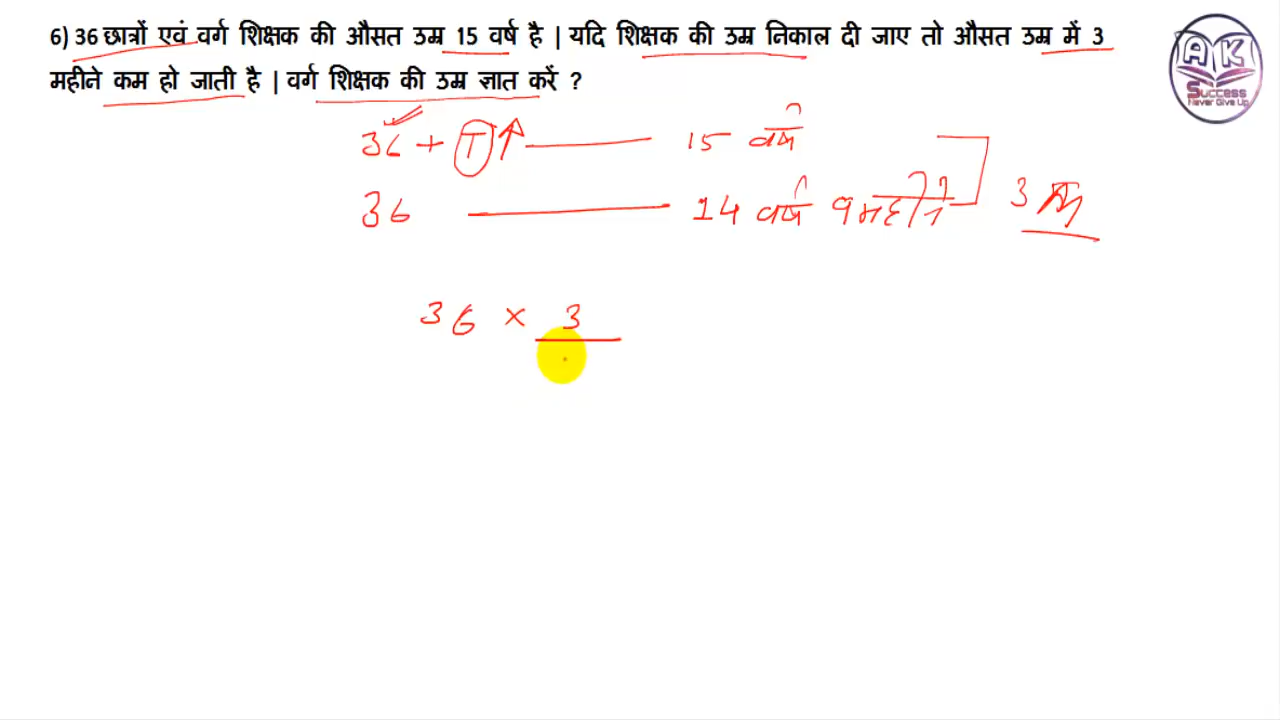 6) 36 छात्रों एवं वर्ग शिक्षक की औसत उम्र 15 वर्ष है | यदि शिक्षक की उम्र निकाल दी जाए तो औसत उम्र में 3
महीने कम हो जाती है | वर्ग शिक्षक की उम्र ज्ञात करें ?
AK
Success
Never Give Up
36 + T ↑ 15 वर्ष
36 14 वर्ष 9 महीने
3
36 × 3